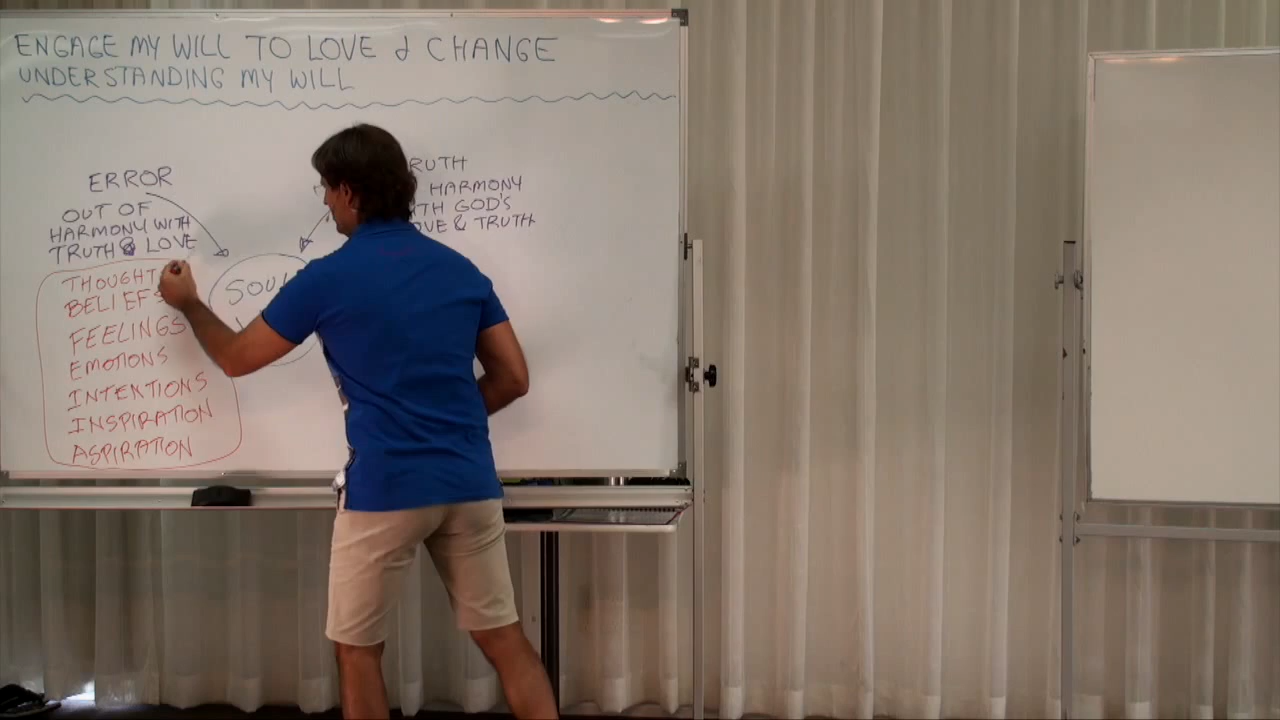 ENGAGE MY WILL TO LOVE & CHANGE
UNDERSTANDING MY WILL
ERROR
OUT OF
HARMONY WITH
TRUTH & LOVE
THOUGHT
BELIEFS
FEELINGS
EMOTIONS
INTENTIONS
INSPIRATION
ASPIRATION
SOU
RUTH
HARMONY
TH GOD'S
OVE & TRUTH